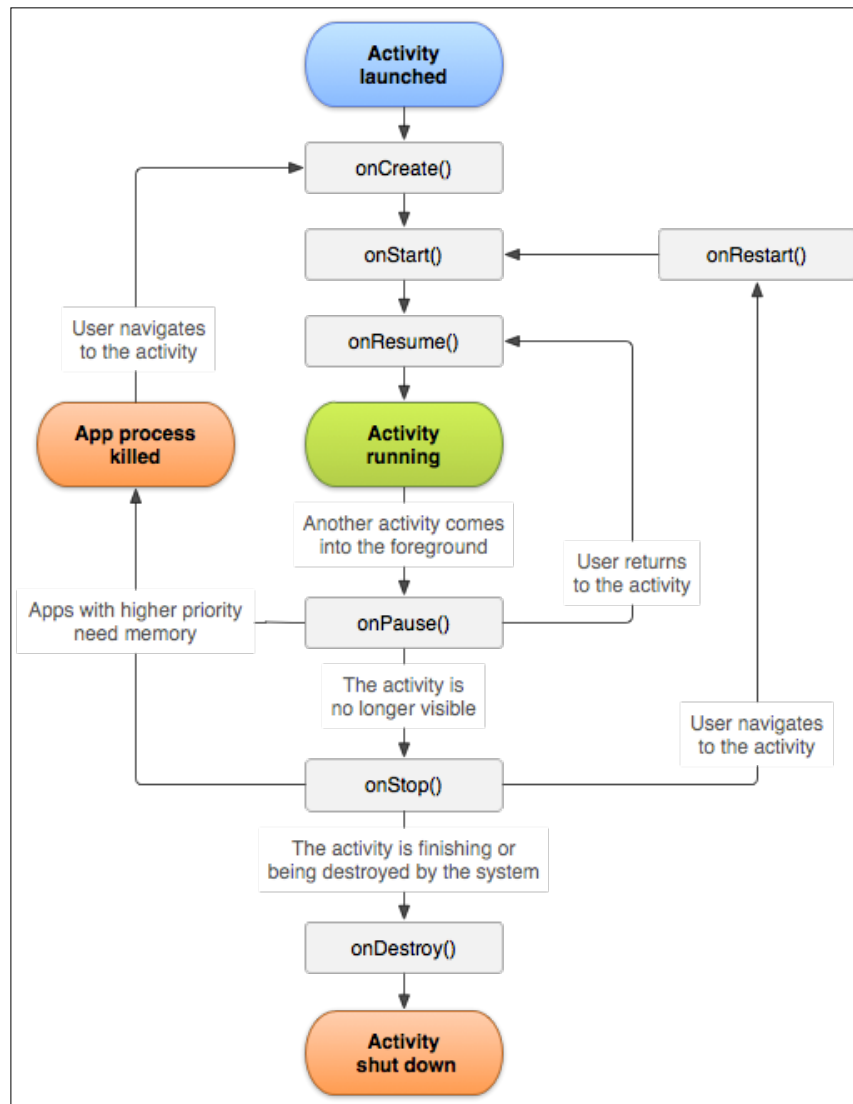 Activity
launched
onCreate()
onStart()
onRestart()
onResume()
User navigates
to the activity
App process
killed
Activity
running
Another activity comes
into the foreground
User returns
to the activity
Apps with higher priority
need memory
onPause()
The activity is
no longer visible
User navigates
to the activity
onStop()
The activity is finishing or
being destroyed by the system
onDestroy()
Activity
shut down